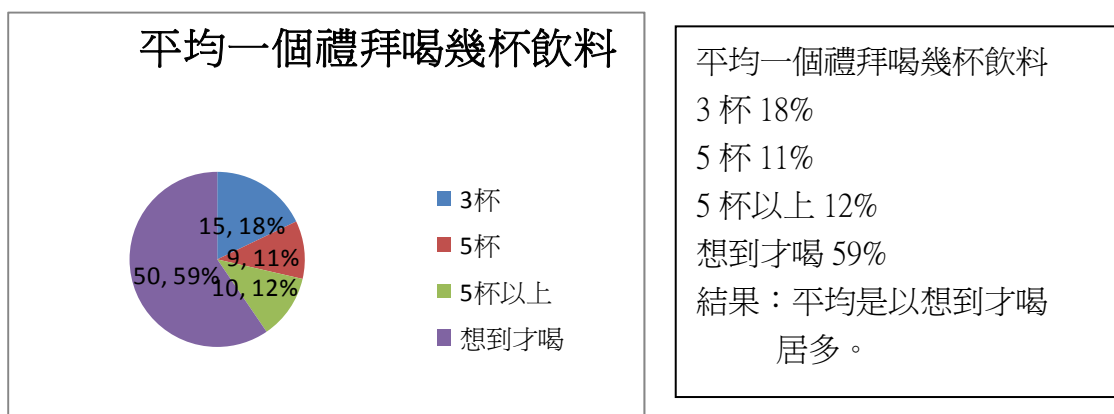 平均一個禮拜喝幾杯飲料
15, 18%
9, 11%
10, 12%
50, 59%
3杯
5杯
5杯以上
想到才喝
平均一個禮拜喝幾杯飲料
3 杯 18%
5 杯 11%
5 杯以上 12%
想到才喝 59%
結果：平均是以想到才喝
居多。